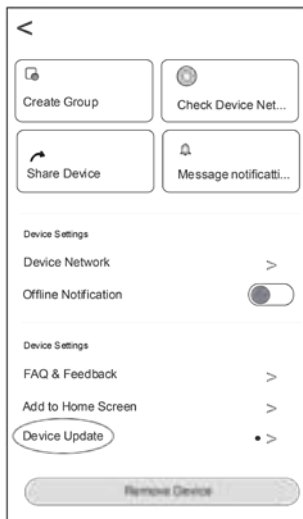 <
Create Group
Check Device Net...
Share Device
Message notificatti...
Device Settings
Device Network >
Offline Notification
Device Settings
FAQ & Feedback >
Add to Home Screen >
Device Update • >
Remove Device